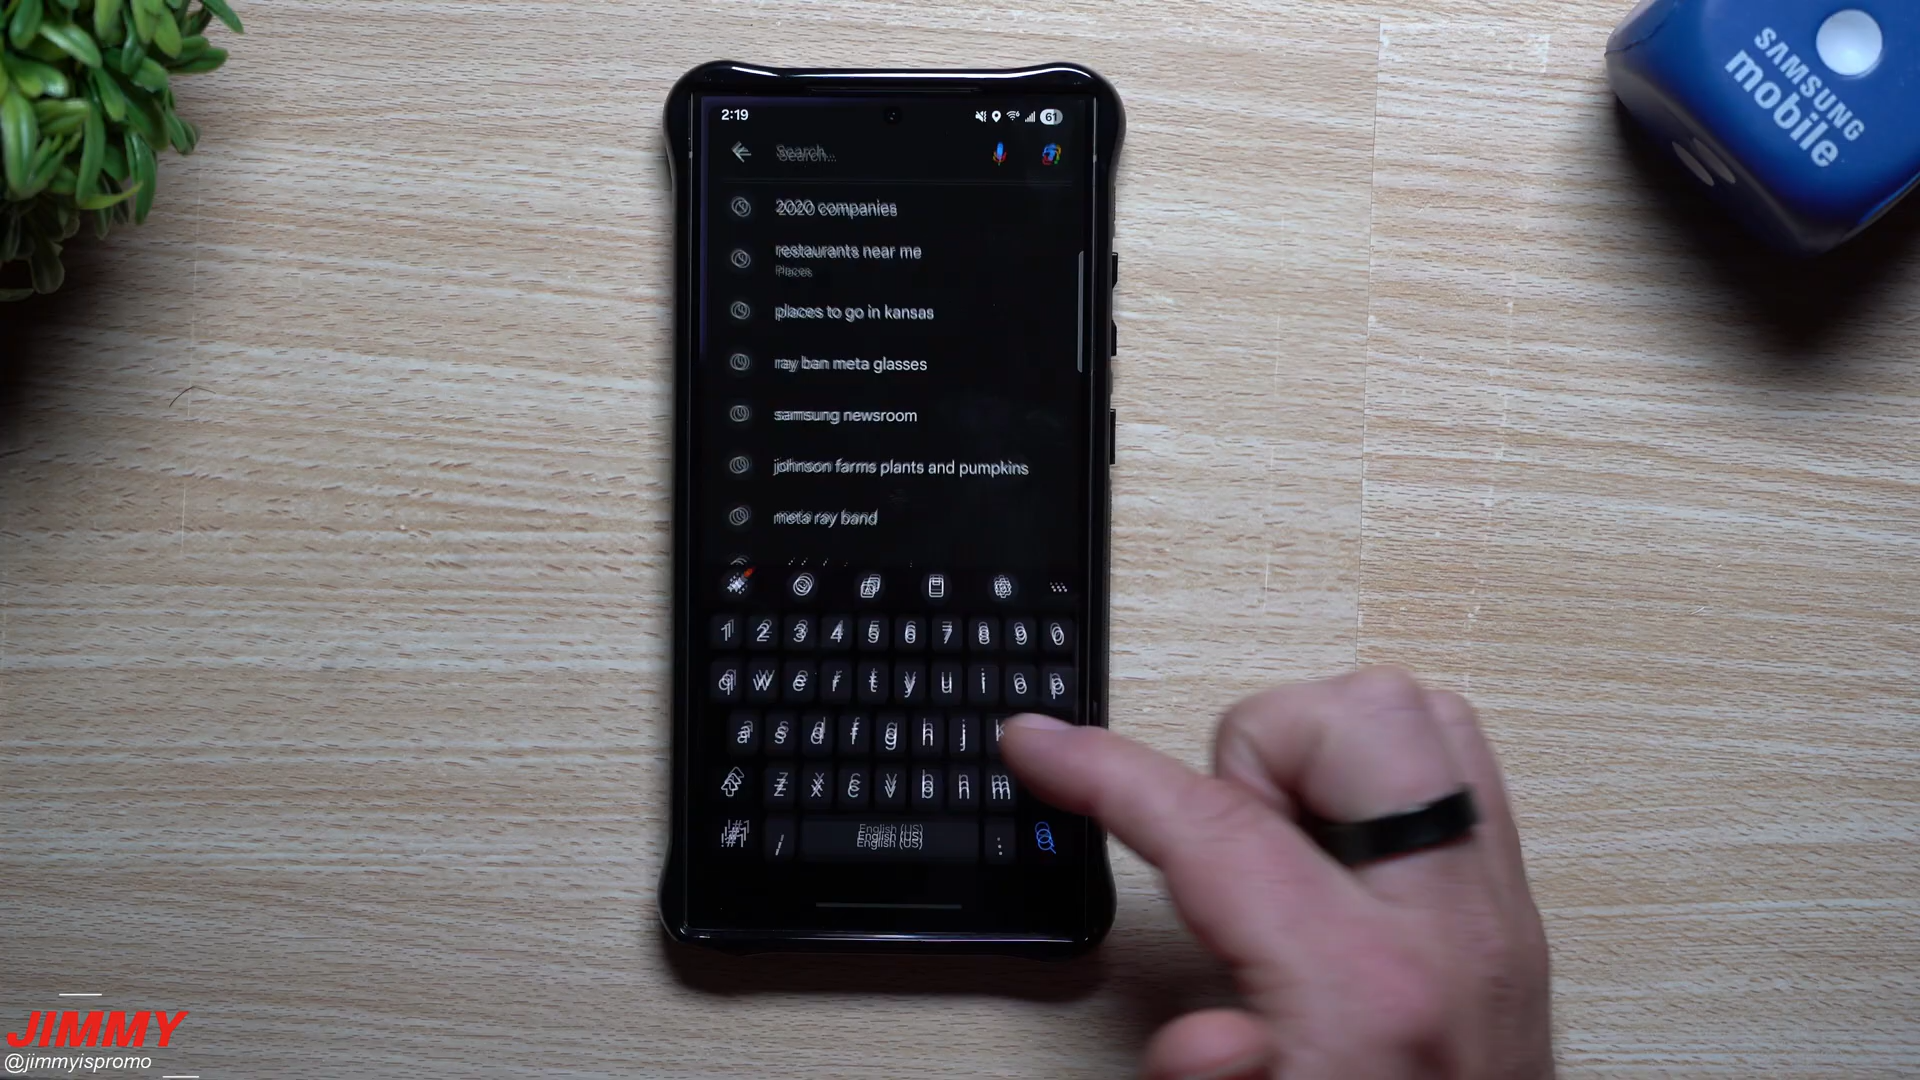 SAMSUNG
mobile
2:19
61
Search...
2020 companies
restaurants near me
Places
places to go in kansas
ray ban meta glasses
samsung newsroom
johnson farms plants and pumpkins
meta ray band
1 2 3 4 5 6 7 8 9 0
q w e r t y u i o p
a s d f g h j k
z x c v b n m
!#1 , English (US) .
JIMMY
@jimmyispromo